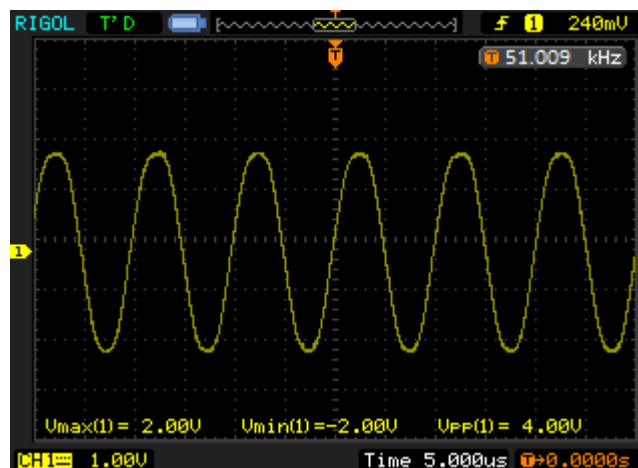 RIGOL T'D 1 240mV
T
T 51.009 kHz
1
Vmax(1)= 2.00V Vmin(1)=-2.00V Vpp(1)= 4.00V
CH1 1.00V Time 5.000us T→0.0000s